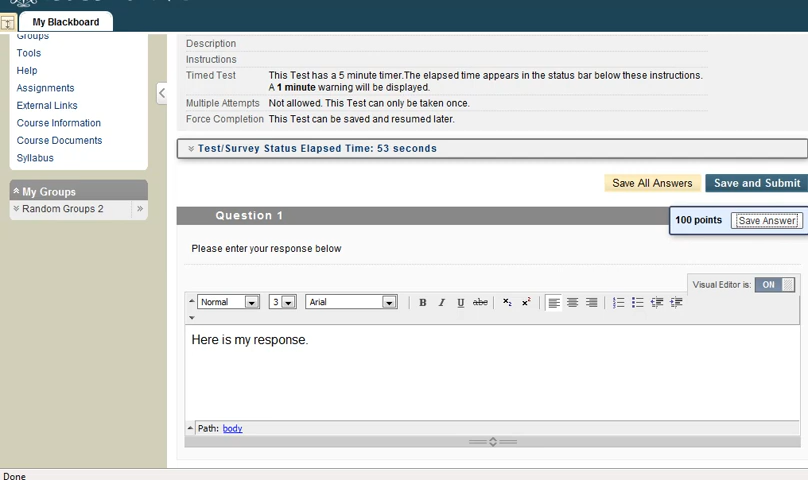 My Blackboard
Groups
Tools
Help
Assignments
External Links
Course Information
Course Documents
Syllabus
My Groups
Random Groups 2
Description
Instructions
Timed Test This Test has a 5 minute timer.The elapsed time appears in the status bar below these instructions.
A 1 minute warning will be displayed.
Multiple Attempts Not allowed. This Test can only be taken once.
Force Completion This Test can be saved and resumed later.
Test/Survey Status Elapsed Time: 53 seconds
Save All Answers Save and Submit
Question 1
100 points Save Answer
Please enter your response below
Visual Editor is: ON
Normal 3 Arial B I U abc x₂ x²
Here is my response.
Path: body
Done